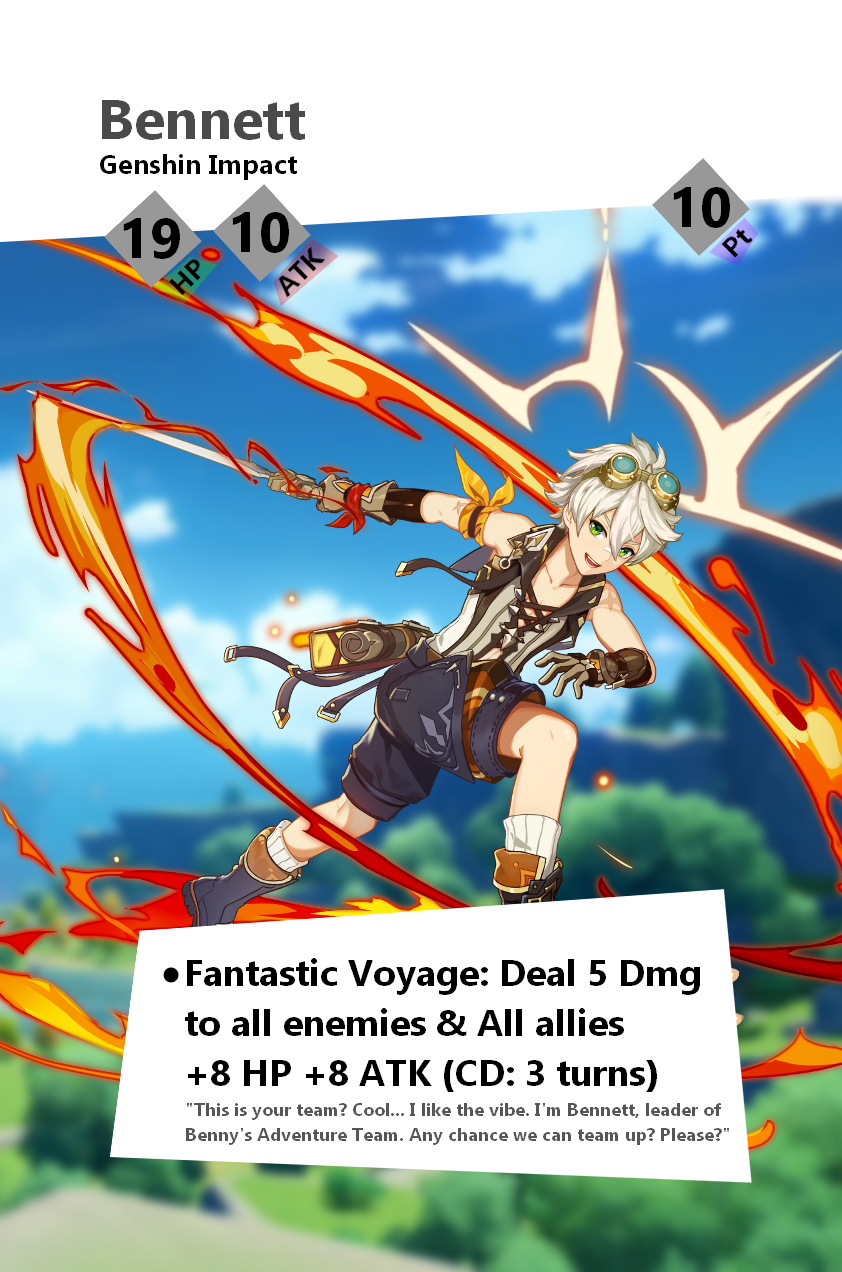 Bennett
Genshin Impact
19 HP
10 ATK
10 Pt
●Fantastic Voyage: Deal 5 Dmg
to all enemies & All allies
+8 HP +8 ATK (CD: 3 turns)
"This is your team? Cool... I like the vibe. I'm Bennett, leader of
Benny's Adventure Team. Any chance we can team up? Please?"